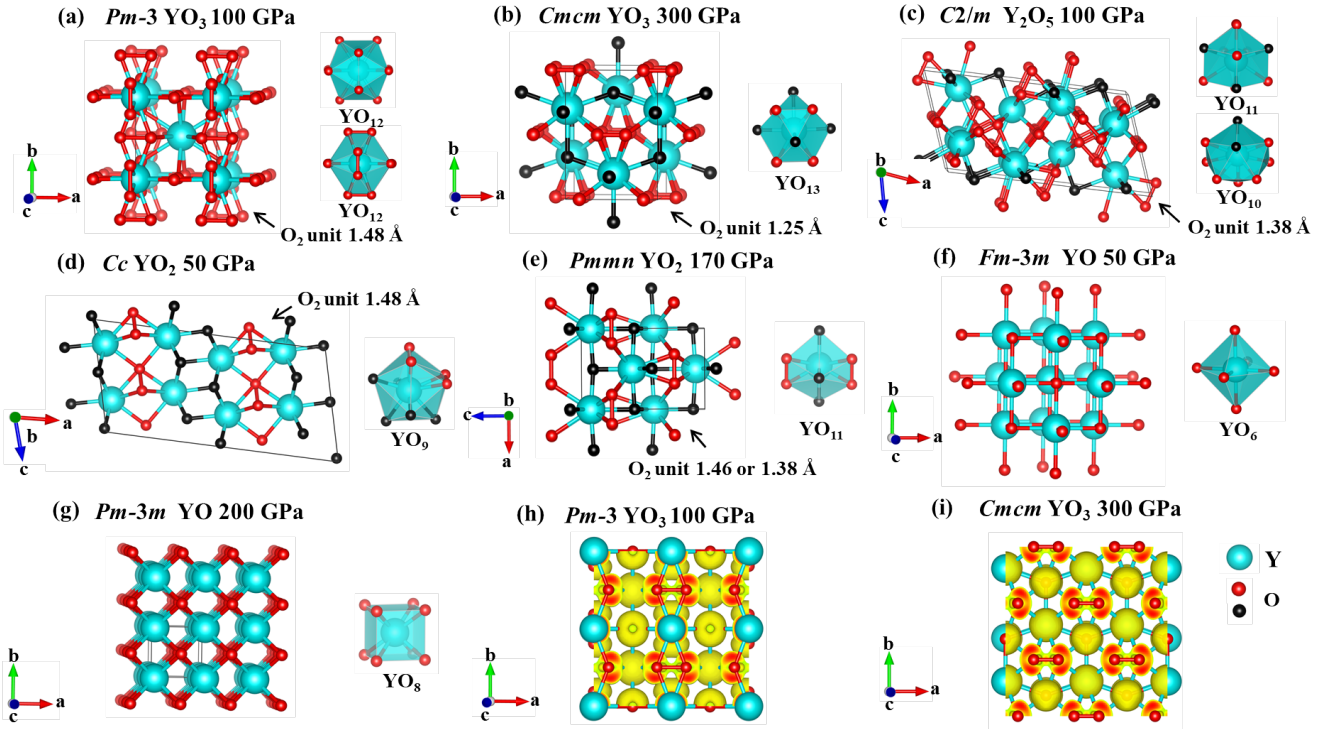 (a) Pm-3 YO₃ 100 GPa
YO₁₂
YO₁₂
b
a
c
O₂ unit 1.48 Å
(b) Cmcm YO₃ 300 GPa
YO₁₃
b
a
c
O₂ unit 1.25 Å
(c) C2/m Y₂O₅ 100 GPa
YO₁₁
YO₁₀
b
a
c
O₂ unit 1.38 Å
(d) Cc YO₂ 50 GPa
O₂ unit 1.48 Å
YO₉
a
b
c
(e) Pmmn YO₂ 170 GPa
YO₁₁
c
b
a
O₂ unit 1.46 or 1.38 Å
(f) Fm-3m YO 50 GPa
YO₆
b
a
c
(g) Pm-3m YO 200 GPa
YO₈
b
a
c
(h) Pm-3 YO₃ 100 GPa
b
a
c
(i) Cmcm YO₃ 300 GPa
b
a
c
Y
O